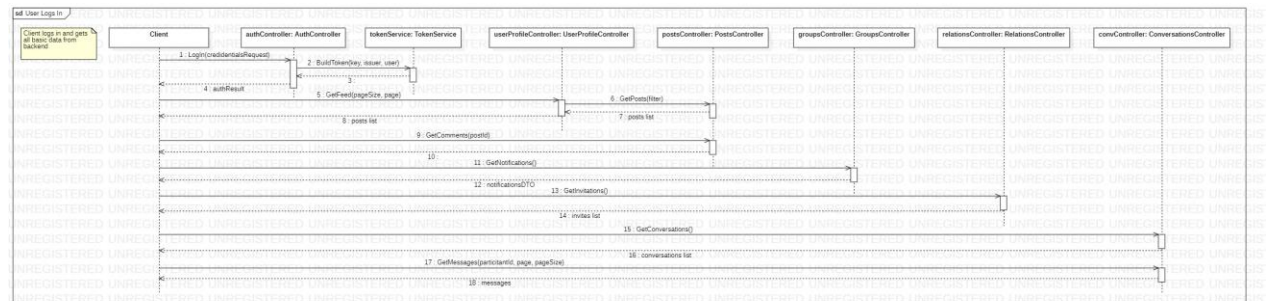 sd User Logs In
Client logs in and gets
all basic data from
backend
Client
authController: AuthController
tokenService: TokenService
userProfileController: UserProfileController
postsController: PostsController
groupsController: GroupsController
relationsController: RelationsController
convController: ConversationsController
1 : LogIn(credidentialsRequest)
2 : BuildToken(key, issuer, user)
3 :
4 : authResult
5 : GetFeed(pageSize, page)
6 : GetPosts(filter)
7 : posts list
8 : posts list
9 : GetComments(postId)
10 :
11 : GetNotifications()
12 : notificationsDTO
13 : GetInvitations()
14 : invites list
15 : GetConversations()
16 : conversations list
17 : GetMessages(particitantId, page, pageSize)
18 : messages
UNREGISTERED